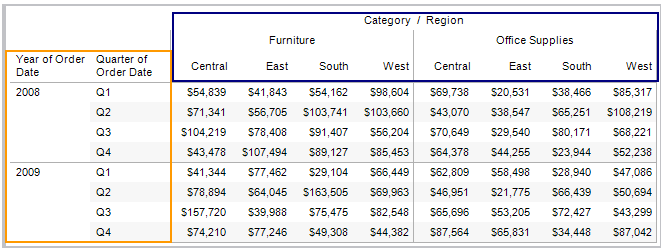 Category / Region
Furniture Office Supplies
Year of Order Date Quarter of Order Date Central East South West Central East South West
2008 Q1 $54,839 $41,843 $54,162 $98,604 $69,738 $20,531 $38,466 $85,317
Q2 $71,341 $56,705 $103,741 $103,660 $43,070 $38,547 $65,251 $108,219
Q3 $104,219 $78,408 $91,407 $56,204 $70,649 $29,540 $80,171 $68,221
Q4 $43,478 $107,494 $89,127 $85,453 $64,378 $44,255 $23,944 $52,238
2009 Q1 $41,344 $77,462 $29,104 $66,449 $62,809 $58,498 $28,940 $47,086
Q2 $78,894 $64,045 $163,505 $69,963 $46,951 $21,775 $66,439 $50,694
Q3 $157,720 $39,988 $75,475 $82,548 $65,696 $53,205 $72,427 $43,299
Q4 $74,210 $77,246 $49,308 $44,382 $87,564 $65,831 $34,448 $87,042